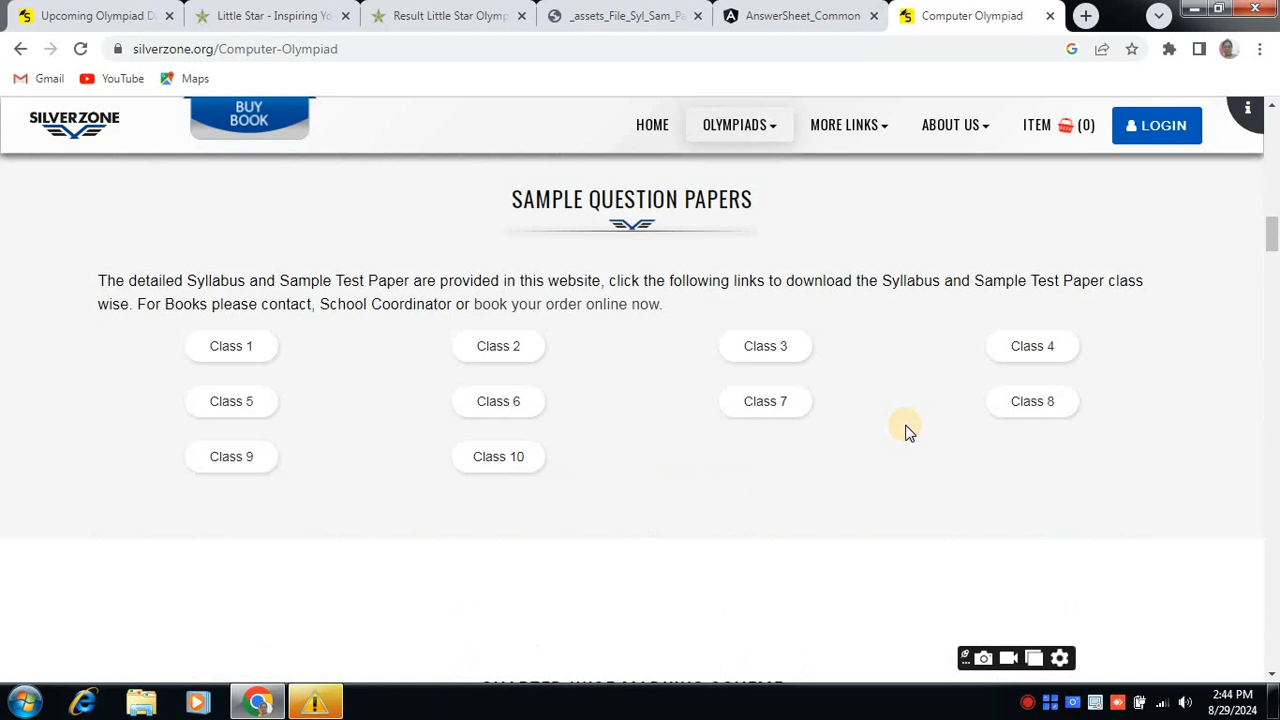 Upcoming Olympiad D
Little Star - Inspiring Yo
Result Little Star Olym
_assets_File_Syl_Sam_Pa
AnswerSheet_Common
Computer Olympiad
silverzone.org/Computer-Olympiad
Gmail
YouTube
Maps
SILVERZONE
BUY
BOOK
HOME
OLYMPIADS
MORE LINKS
ABOUT US
ITEM (0)
LOGIN
SAMPLE QUESTION PAPERS
The detailed Syllabus and Sample Test Paper are provided in this website, click the following links to download the Syllabus and Sample Test Paper class
wise. For Books please contact, School Coordinator or book your order online now.
Class 1
Class 2
Class 3
Class 4
Class 5
Class 6
Class 7
Class 8
Class 9
Class 10
2:44 PM
8/29/2024